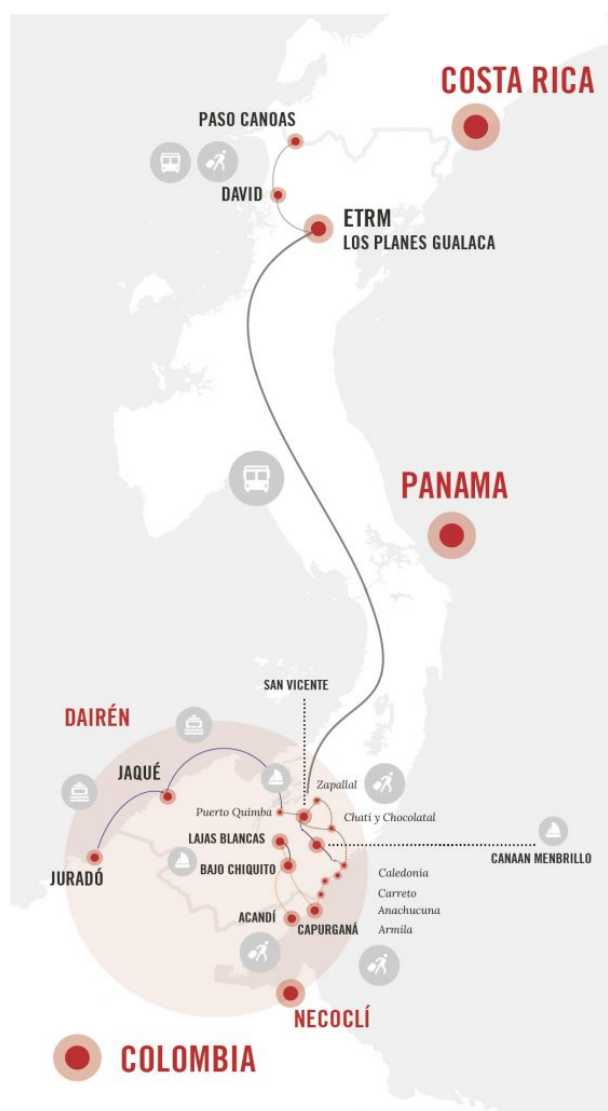 COSTA RICA
PASO CANOAS
DAVID
ETRM
LOS PLANES GUALACA
PANAMA
SAN VICENTE
DAIRÉN
Zapallal
JAQUÉ
Puerto Quimba
Chatí y Chocolatal
LAJAS BLANCAS
CANAAN MENBRILLO
BAJO CHIQUITO
JURADÓ
Caledonia
Carreto
ACANDÍ
Anachucuna
CAPURGANÁ
Armila
NECOCLÍ
COLOMBIA